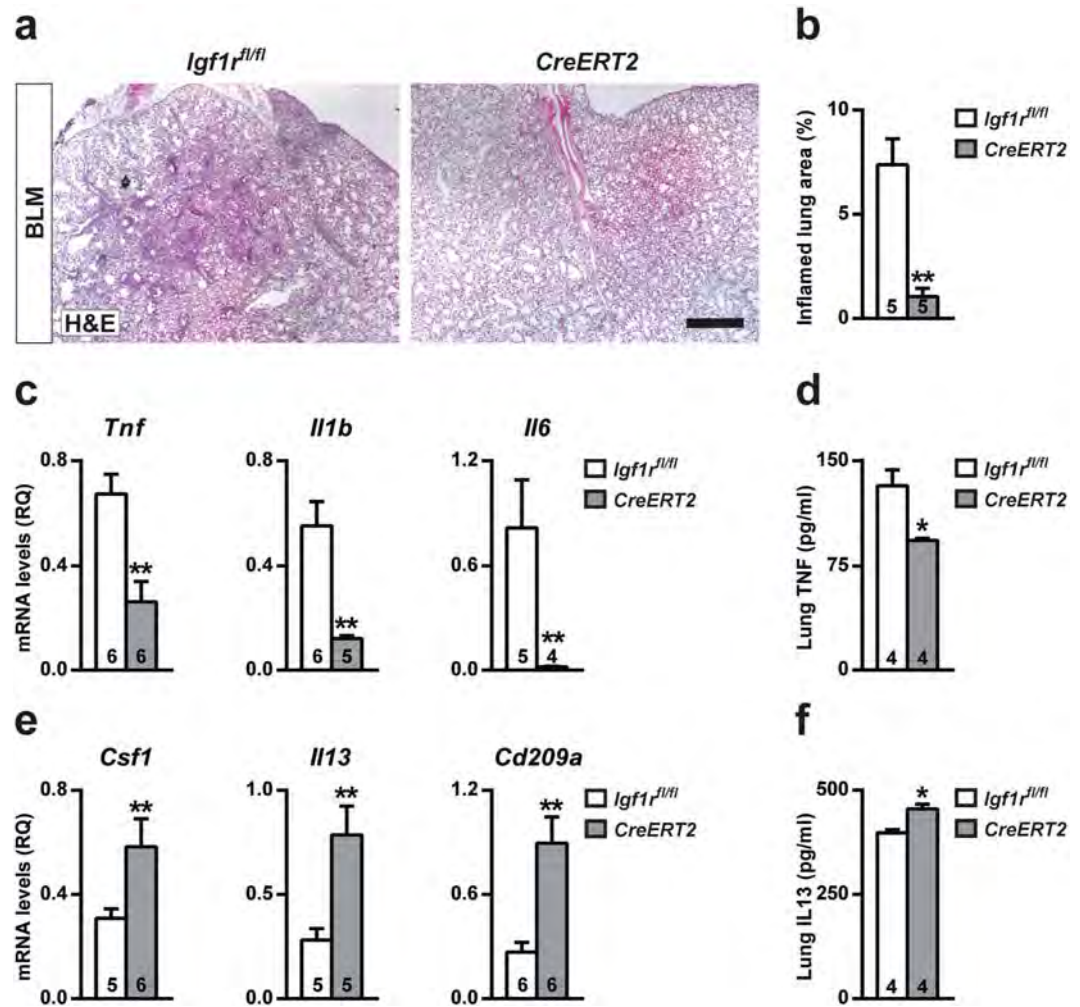 a
Igf1r^fl/fl
CreERT2
BLM
H&E
b
Inflamed lung area (%)
10
5
0
5
5
**
Igf1r^fl/fl
CreERT2
c
Tnf
Il1b
Il6
mRNA levels (RQ)
0.8
0.4
0.0
6
6
**
0.8
0.4
0.0
6
5
**
1.2
0.6
0.0
5
4
**
Igf1r^fl/fl
CreERT2
d
Lung TNF (pg/ml)
150
75
0
4
4
*
Igf1r^fl/fl
CreERT2
e
Csf1
Il13
Cd209a
mRNA levels (RQ)
0.8
0.4
0.0
5
6
**
1.0
0.5
0.0
5
5
**
1.2
0.6
0.0
6
6
**
Igf1r^fl/fl
CreERT2
f
Lung IL13 (pg/ml)
500
250
0
4
4
*
Igf1r^fl/fl
CreERT2